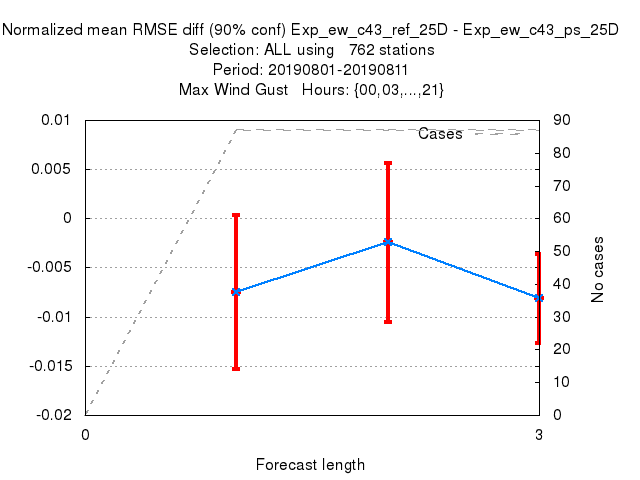 Normalized mean RMSE diff (90% conf) Exp_ew_c43_ref_25D - Exp_ew_c43_ps_25D
Selection: ALL using   762 stations
Period: 20190801-20190811
Max Wind Gust   Hours: {00,03,...,21}
0.01
0.005
0
-0.005
-0.01
-0.015
-0.02
Cases
90
80
70
60
50
40
30
20
10
0
No cases
0
3
Forecast length